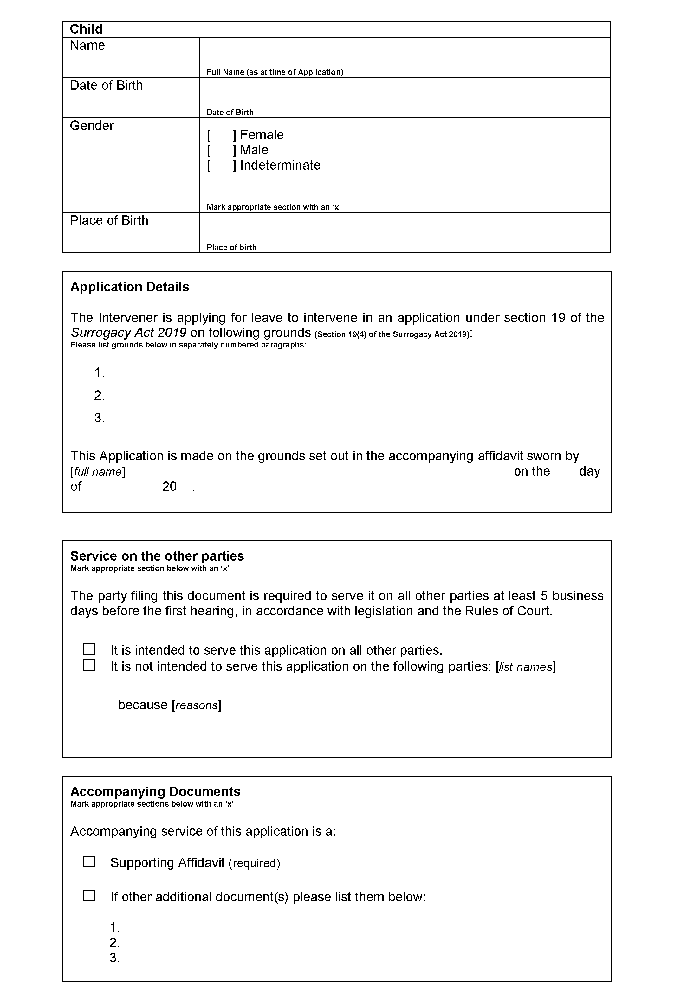 Child
Name
Full Name (as at time of Application)
Date of Birth
Date of Birth
Gender
[ ] Female
[ ] Male
[ ] Indeterminate
Mark appropriate section with an ‘x’
Place of Birth
Place of birth
Application Details
The Intervener is applying for leave to intervene in an application under section 19 of the
Surrogacy Act 2019 on following grounds (Section 19(4) of the Surrogacy Act 2019):
Please list grounds below in separately numbered paragraphs:
1.
2.
3.
This Application is made on the grounds set out in the accompanying affidavit sworn by
[full name] on the day
of 20 .
Service on the other parties
Mark appropriate section below with an ‘x’
The party filing this document is required to serve it on all other parties at least 5 business
days before the first hearing, in accordance with legislation and the Rules of Court.
☐ It is intended to serve this application on all other parties.
☐ It is not intended to serve this application on the following parties: [list names]
because [reasons]
Accompanying Documents
Mark appropriate sections below with an ‘x’
Accompanying service of this application is a:
☐ Supporting Affidavit (required)
☐ If other additional document(s) please list them below:
1.
2.
3.